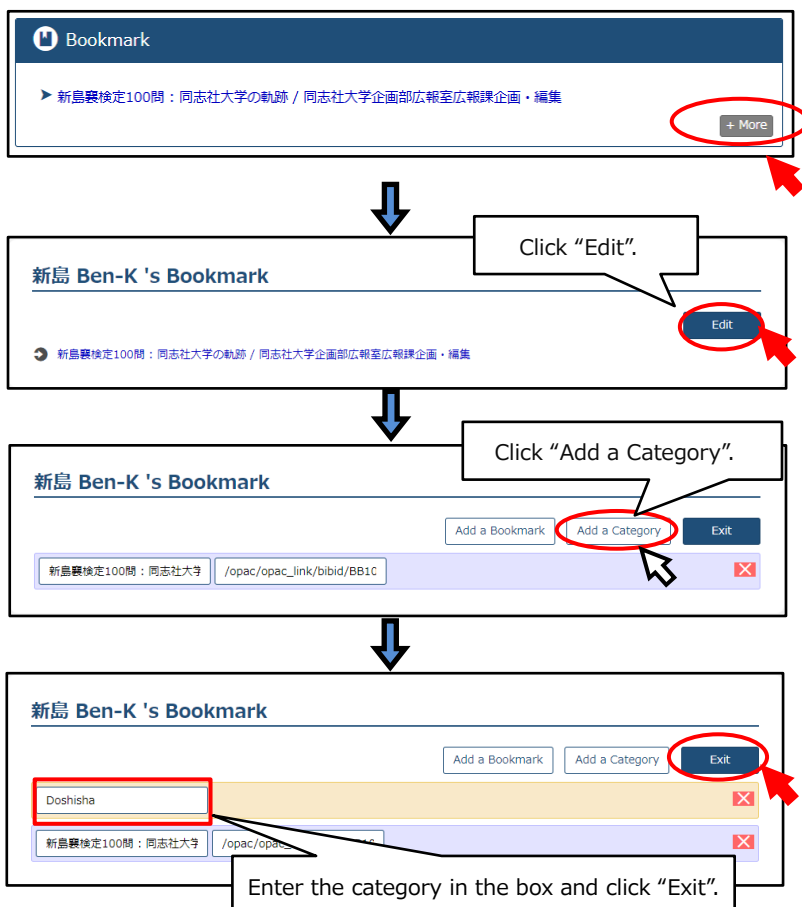 Bookmark
新島襄検定100問：同志社大学の軌跡 / 同志社大学企画部広報室広報課企画・編集
+ More
Click “Edit”.
新島 Ben-K 's Bookmark
Edit
新島襄検定100問：同志社大学の軌跡 / 同志社大学企画部広報室広報課企画・編集
Click “Add a Category”.
新島 Ben-K 's Bookmark
Add a Bookmark Add a Category Exit
新島襄検定100問：同志社大学 /opac/opac_link/bibid/BB10
新島 Ben-K 's Bookmark
Add a Bookmark Add a Category Exit
Doshisha
新島襄検定100問：同志社大学 /opac/opac_
Enter the category in the box and click “Exit”.